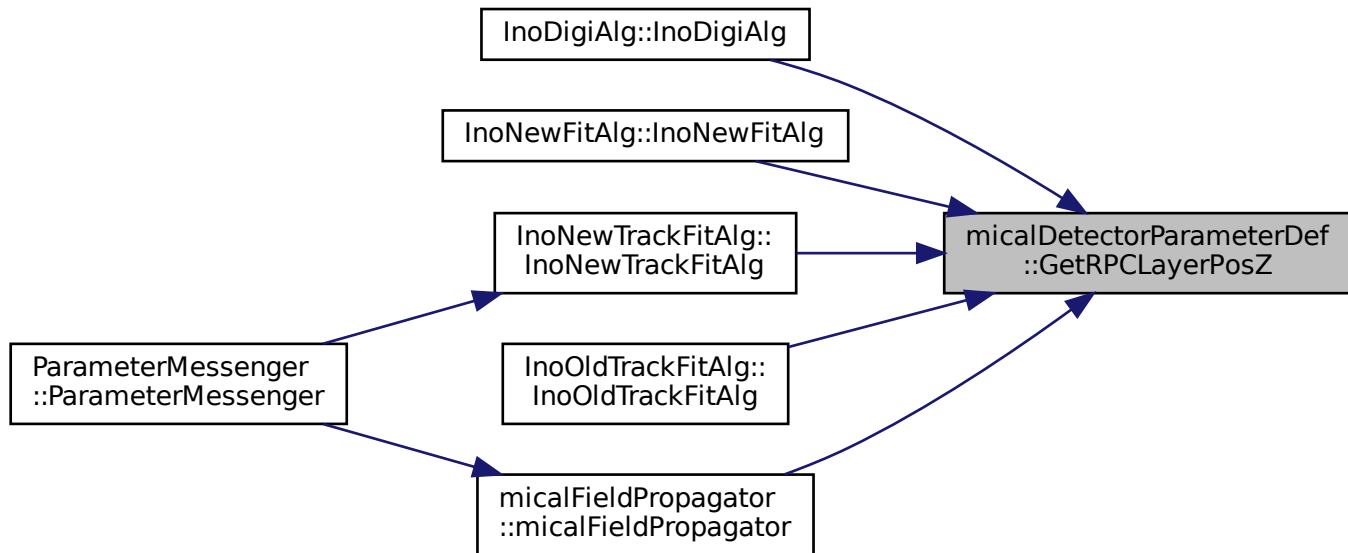 InoDigiAlg::InoDigiAlg
InoNewFitAlg::InoNewFitAlg
InoNewTrackFitAlg::
InoNewTrackFitAlg
micalDetectorParameterDef
::GetRPCLayerPosZ
ParameterMessenger
::ParameterMessenger
InoOldTrackFitAlg::
InoOldTrackFitAlg
micalFieldPropagator
::micalFieldPropagator